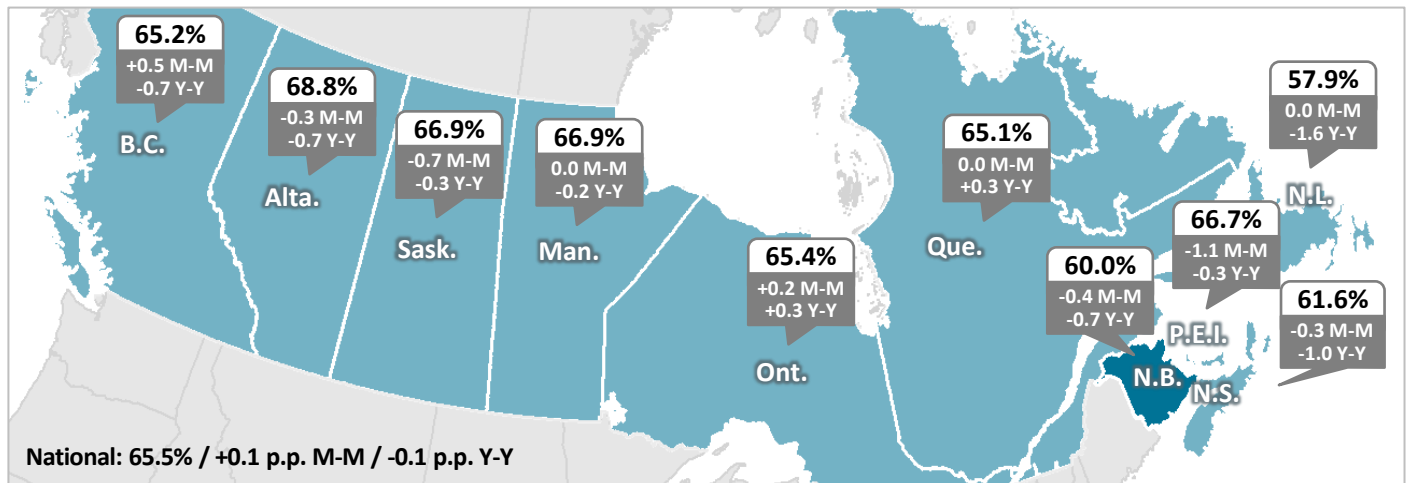 65.2%
+0.5 M-M
-0.7 Y-Y
B.C.
68.8%
-0.3 M-M
-0.7 Y-Y
Alta.
66.9%
-0.7 M-M
-0.3 Y-Y
Sask.
66.9%
0.0 M-M
-0.2 Y-Y
Man.
65.4%
+0.2 M-M
+0.3 Y-Y
Ont.
65.1%
0.0 M-M
+0.3 Y-Y
Que.
57.9%
0.0 M-M
-1.6 Y-Y
N.L.
66.7%
-1.1 M-M
-0.3 Y-Y
P.E.I.
60.0%
-0.4 M-M
-0.7 Y-Y
N.B.
61.6%
-0.3 M-M
-1.0 Y-Y
N.S.
National: 65.5% / +0.1 p.p. M-M / -0.1 p.p. Y-Y